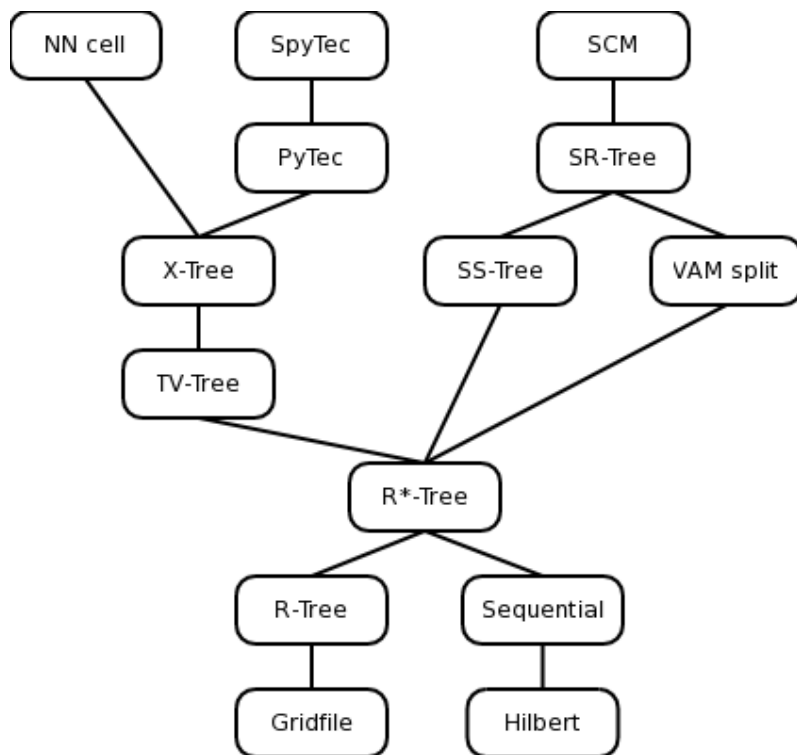 NN cell
SpyTec
SCM
PyTec
SR-Tree
X-Tree
SS-Tree
VAM split
TV-Tree
R*-Tree
R-Tree
Sequential
Gridfile
Hilbert